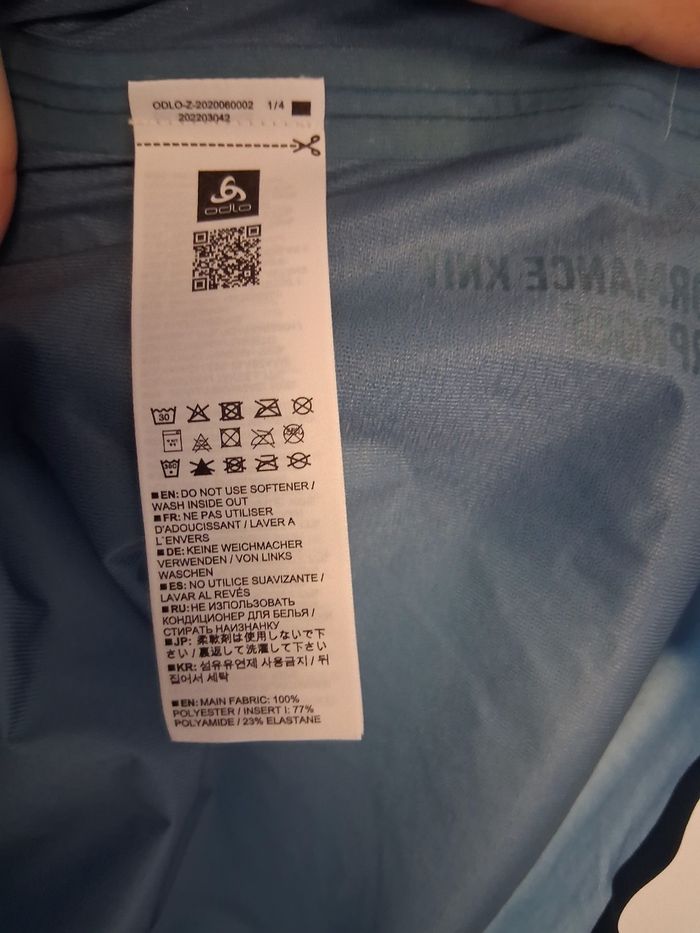 ODLO-Z-2020060002 1/4
202203042
odlo
30
■ EN: DO NOT USE SOFTENER /
WASH INSIDE OUT
■ FR: NE PAS UTILISER
D'ADOUCISSANT / LAVER A
L'ENVERS
■ DE: KEINE WEICHMACHER
VERWENDEN / VON LINKS
WASCHEN
■ ES: NO UTILICE SUAVIZANTE /
LAVAR AL REVÉS
■ RU: НЕ ИСПОЛЬЗОВАТЬ
КОНДИЦИОНЕР ДЛЯ БЕЛЬЯ /
СТИРАТЬ НАИЗНАНКУ
■ JP: 柔軟剤は使用しないで下
さい / 裏返して洗濯して下さい
■ KR: 섬유유연제 사용금지 / 뒤
집어서 세탁
■ EN: MAIN FABRIC: 100%
POLYESTER / INSERT I: 77%
POLYAMIDE / 23% ELASTANE